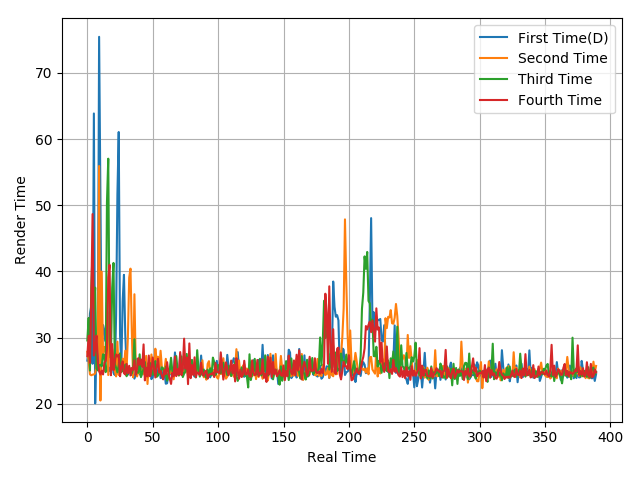 First Time(D)
Second Time
Third Time
Fourth Time
70
60
50
40
30
20
Render Time
0
50
100
150
200
250
300
350
400
Real Time